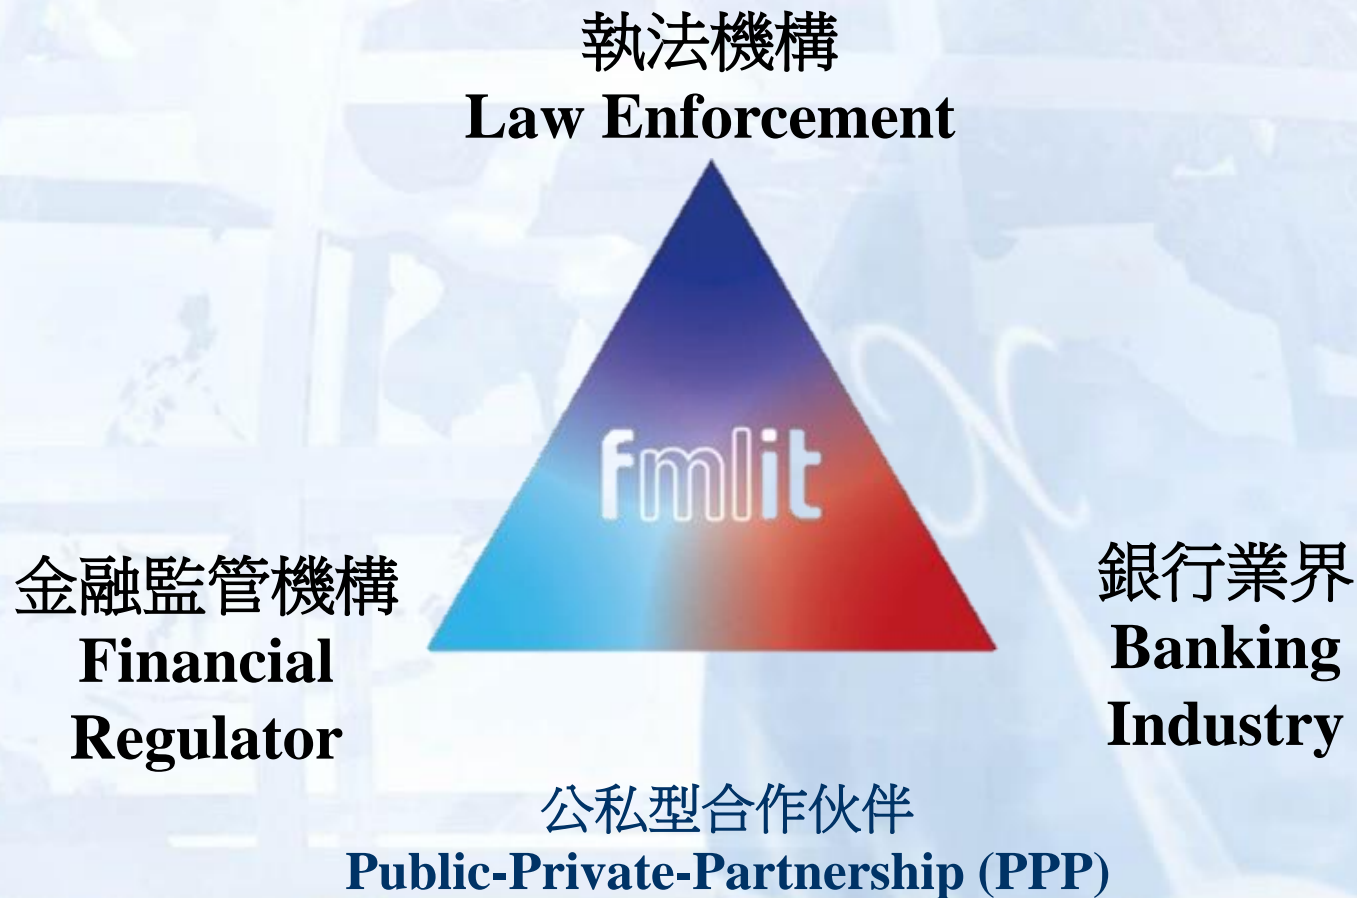 執法機構
Law Enforcement
fmlit
金融監管機構
Financial
Regulator
銀行業界
Banking
Industry
公私型合作伙伴
Public-Private-Partnership (PPP)